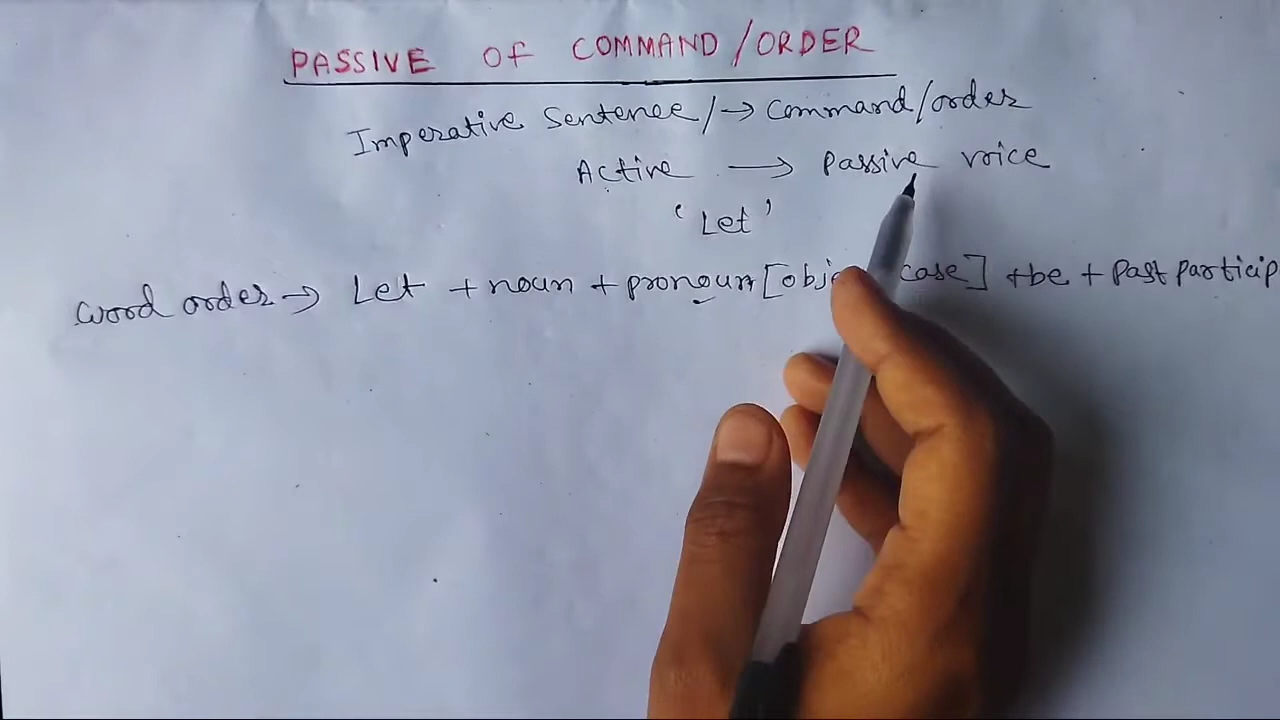 PASSIVE Of COMMAND/ORDER
Imperative Sentence/→ Command/order
Active → Passive voice
'Let'
word order → Let + noun + pronoun [obj case] + be + Past particip